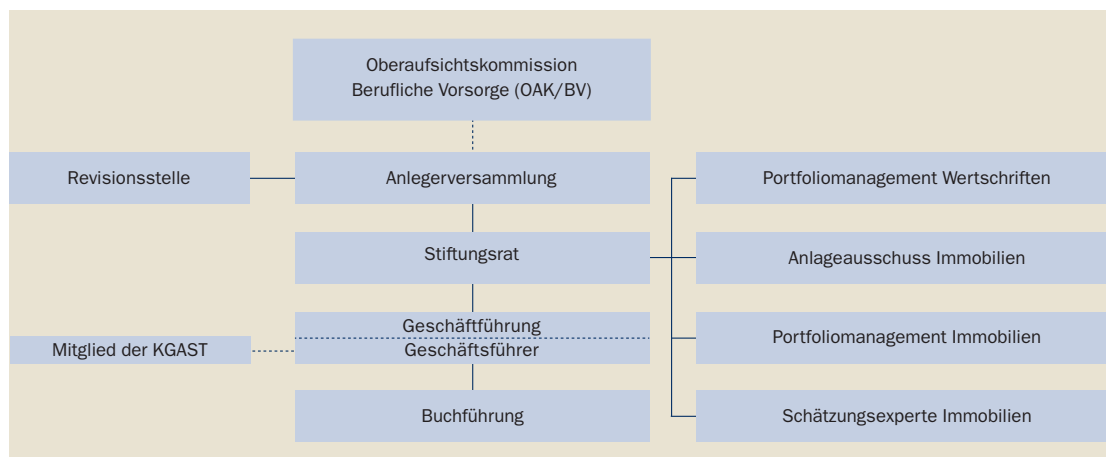 Oberaufsichtskommission
Berufliche Vorsorge (OAK/BV)
Revisionsstelle
Anlegerversammlung
Portfoliomanagement Wertschriften
Stiftungsrat
Anlageausschuss Immobilien
Geschäftführung
Geschäftsführer
Mitglied der KGAST
Portfoliomanagement Immobilien
Buchführung
Schätzungsexperte Immobilien